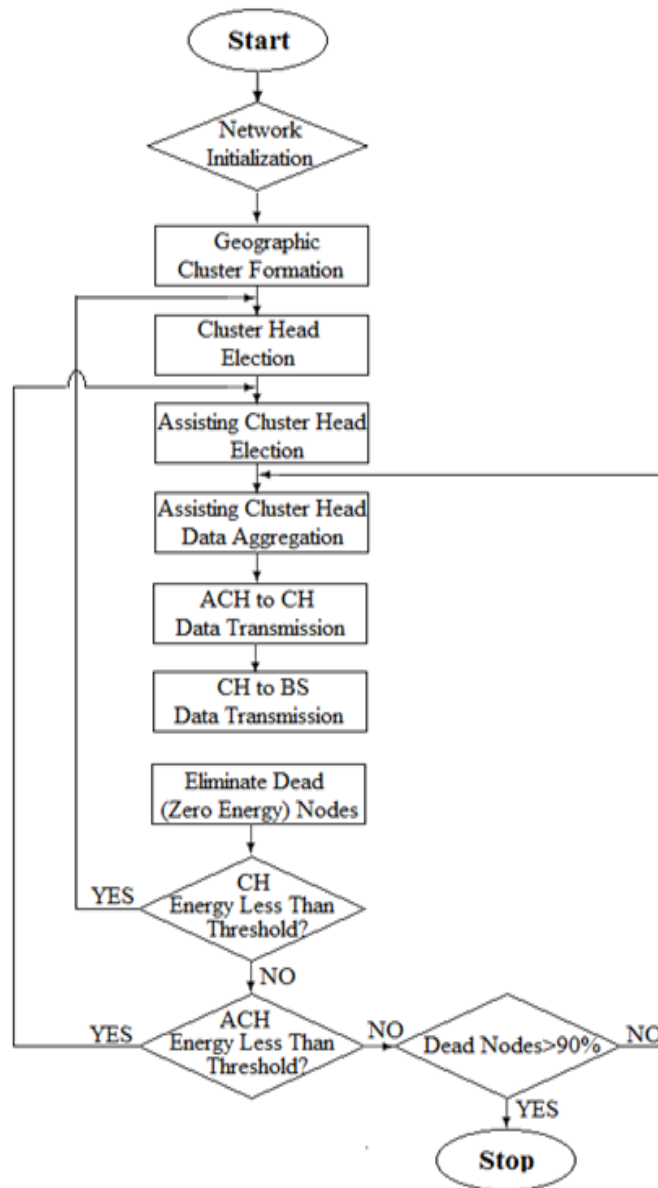 Start
Network
Initialization
Geographic
Cluster Formation
Cluster Head
Election
Assisting Cluster Head
Election
Assisting Cluster Head
Data Aggregation
ACH to CH
Data Transmission
CH to BS
Data Transmission
Eliminate Dead
(Zero Energy) Nodes
YES
CH
Energy Less Than
Threshold?
NO
YES
ACH
Energy Less Than
Threshold?
NO
Dead Nodes>90%
NO
YES
Stop